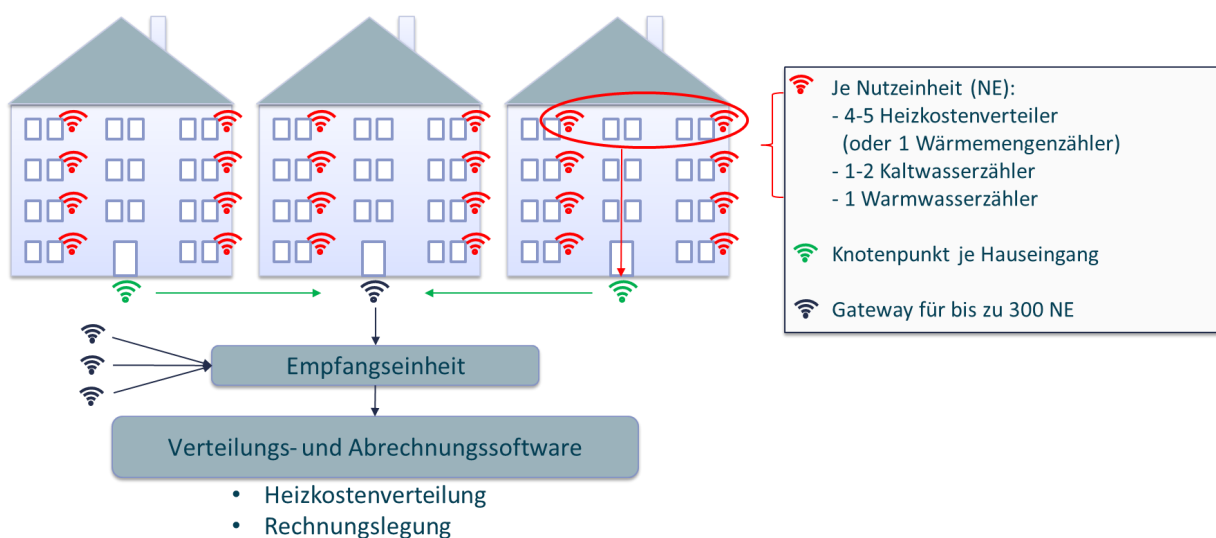 Je Nutzeinheit (NE):
- 4-5 Heizkostenverteiler
(oder 1 Wärmemengenzähler)
- 1-2 Kaltwasserzähler
- 1 Warmwasserzähler
Knotenpunkt je Hauseingang
Gateway für bis zu 300 NE
Empfangseinheit
Verteilungs- und Abrechnungssoftware
• Heizkostenverteilung
• Rechnungslegung